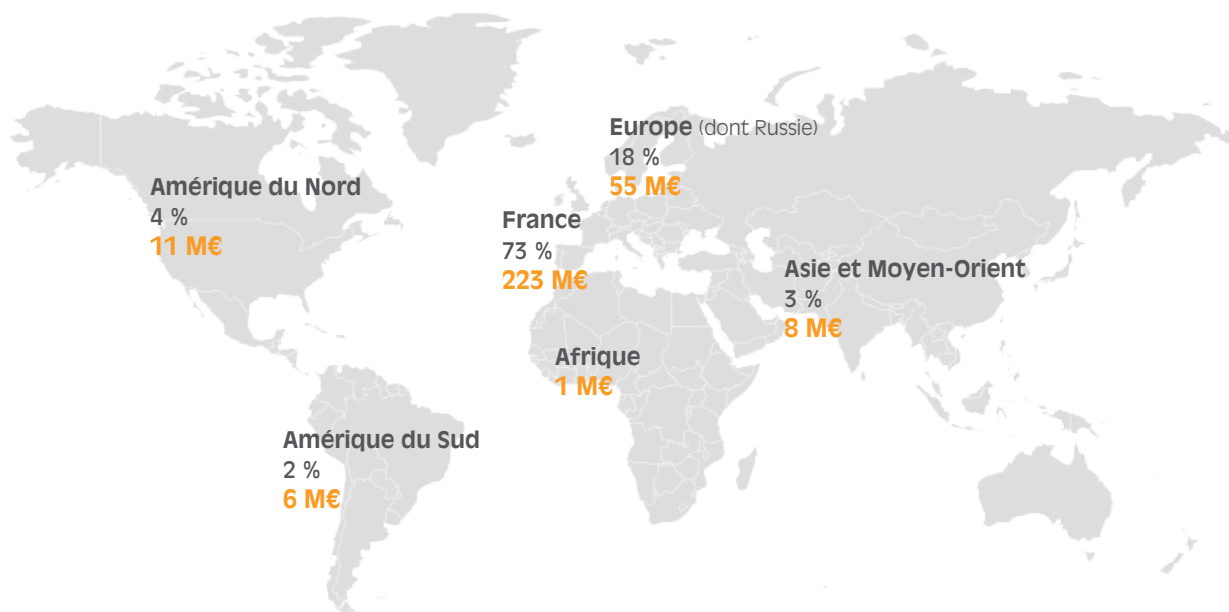 Europe (dont Russie)
18 %
55 M€
Amérique du Nord
4 %
11 M€
France
73 %
223 M€
Asie et Moyen-Orient
3 %
8 M€
Afrique
1 M€
Amérique du Sud
2 %
6 M€